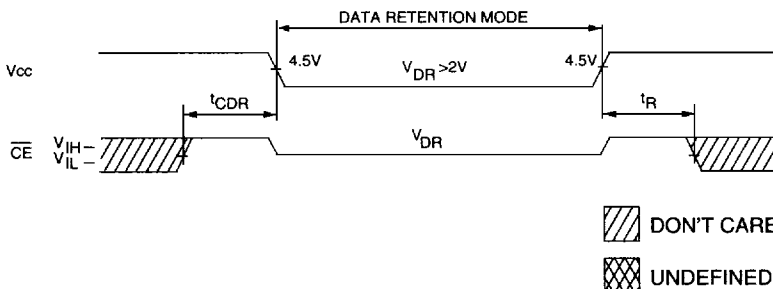 DATA RETENTION MODE
Vcc
4.5V
VDR >2V
4.5V
tCDR
tR
CE
VIH
VIL
VDR
DON'T CARE
UNDEFINED